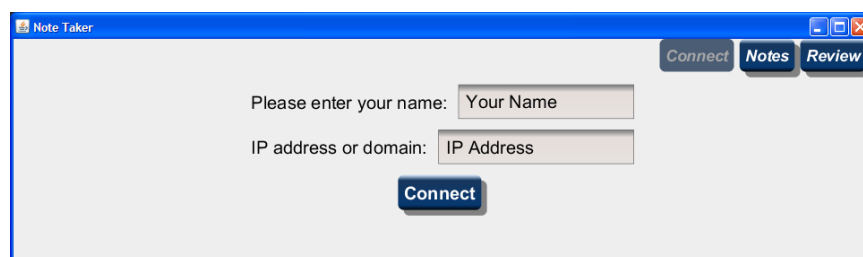 Note Taker
Connect Notes Review
Please enter your name: Your Name
IP address or domain: IP Address
Connect